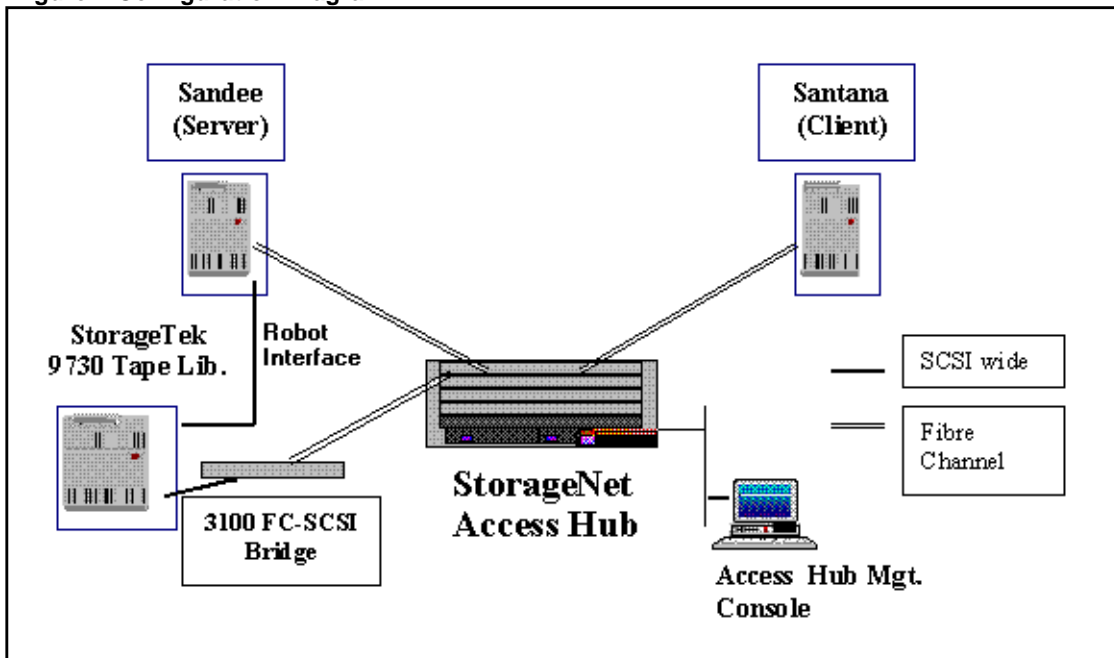 Sandee
(Server)
Santana
(Client)
StorageTek
9730 Tape Lib.
Robot
Interface
SCSI wide
Fibre
Channel
StorageNet
Access Hub
3100 FC-SCSI
Bridge
Access Hub Mgt.
Console